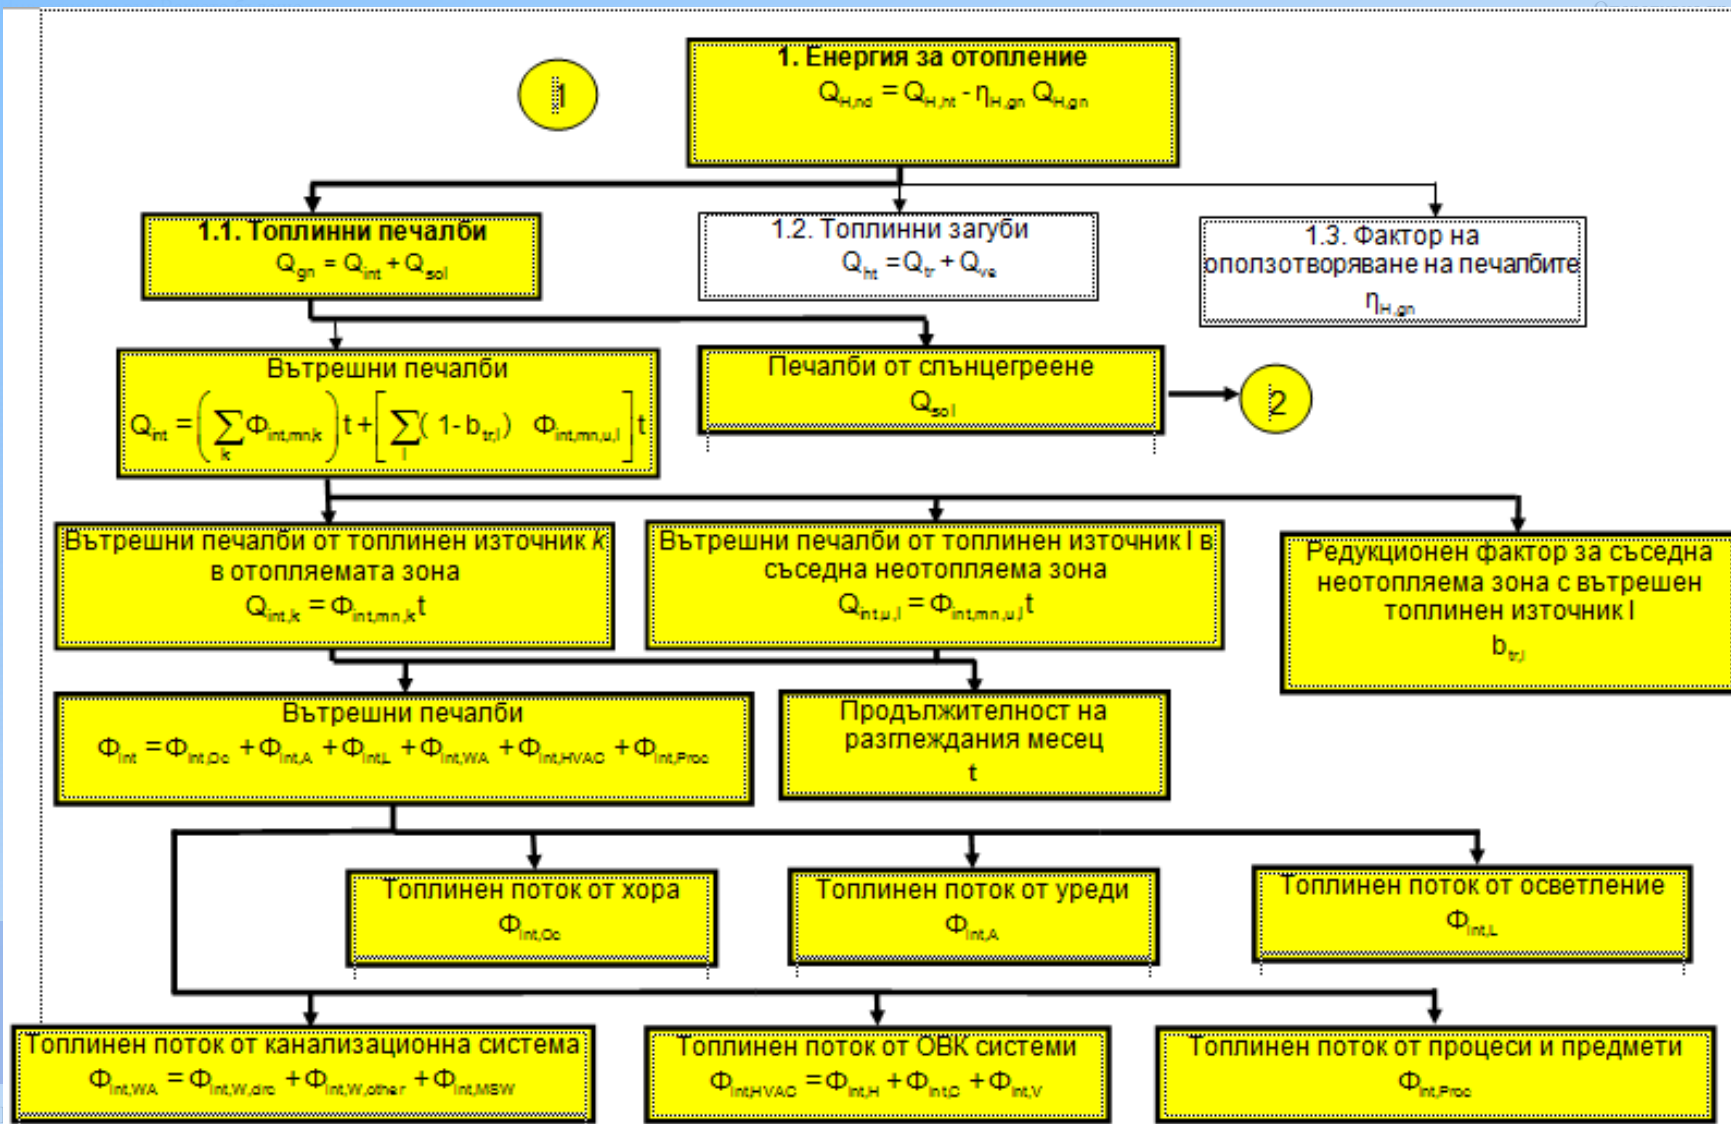 1
1. Енергия за отопление
Q_H,nd = Q_H,ht - η_H,gn Q_H,gn
1.1. Топлинни печалби
Q_gn = Q_int + Q_sol
1.2. Топлинни загуби
Q_ht = Q_tr + Q_ve
1.3. Фактор на
оползотворяване на печалбите
η_H,gn
Вътрешни печалби
Q_int = (∑_k Φ_int,mn,k) t + [∑_l (1- b_tr,l) Φ_int,mn,u,l] t
Печалби от слънцегреене
Q_sol
2
Вътрешни печалби от топлинен източник k
в отопляемата зона
Q_int,k = Φ_int,mn,k t
Вътрешни печалби от топлинен източник l в
съседна неотопляема зона
Q_int,u,l = Φ_int,mn,u,l t
Редукционен фактор за съседна
неотопляема зона с вътрешен
топлинен източник l
b_tr,l
Вътрешни печалби
Φ_int = Φ_int,Oc + Φ_int,A + Φ_int,L + Φ_int,WA + Φ_int,HVAC + Φ_int,Proc
Продължителност на
разглеждания месец
t
Топлинен поток от хора
Φ_int,Oc
Топлинен поток от уреди
Φ_int,A
Топлинен поток от осветление
Φ_int,L
Топлинен поток от канализационна система
Φ_int,WA = Φ_int,W,circ + Φ_int,W,other + Φ_int,MSW
Топлинен поток от ОВК системи
Φ_int,HVAC = Φ_int,H + Φ_int,C + Φ_int,V
Топлинен поток от процеси и предмети
Φ_int,Proc